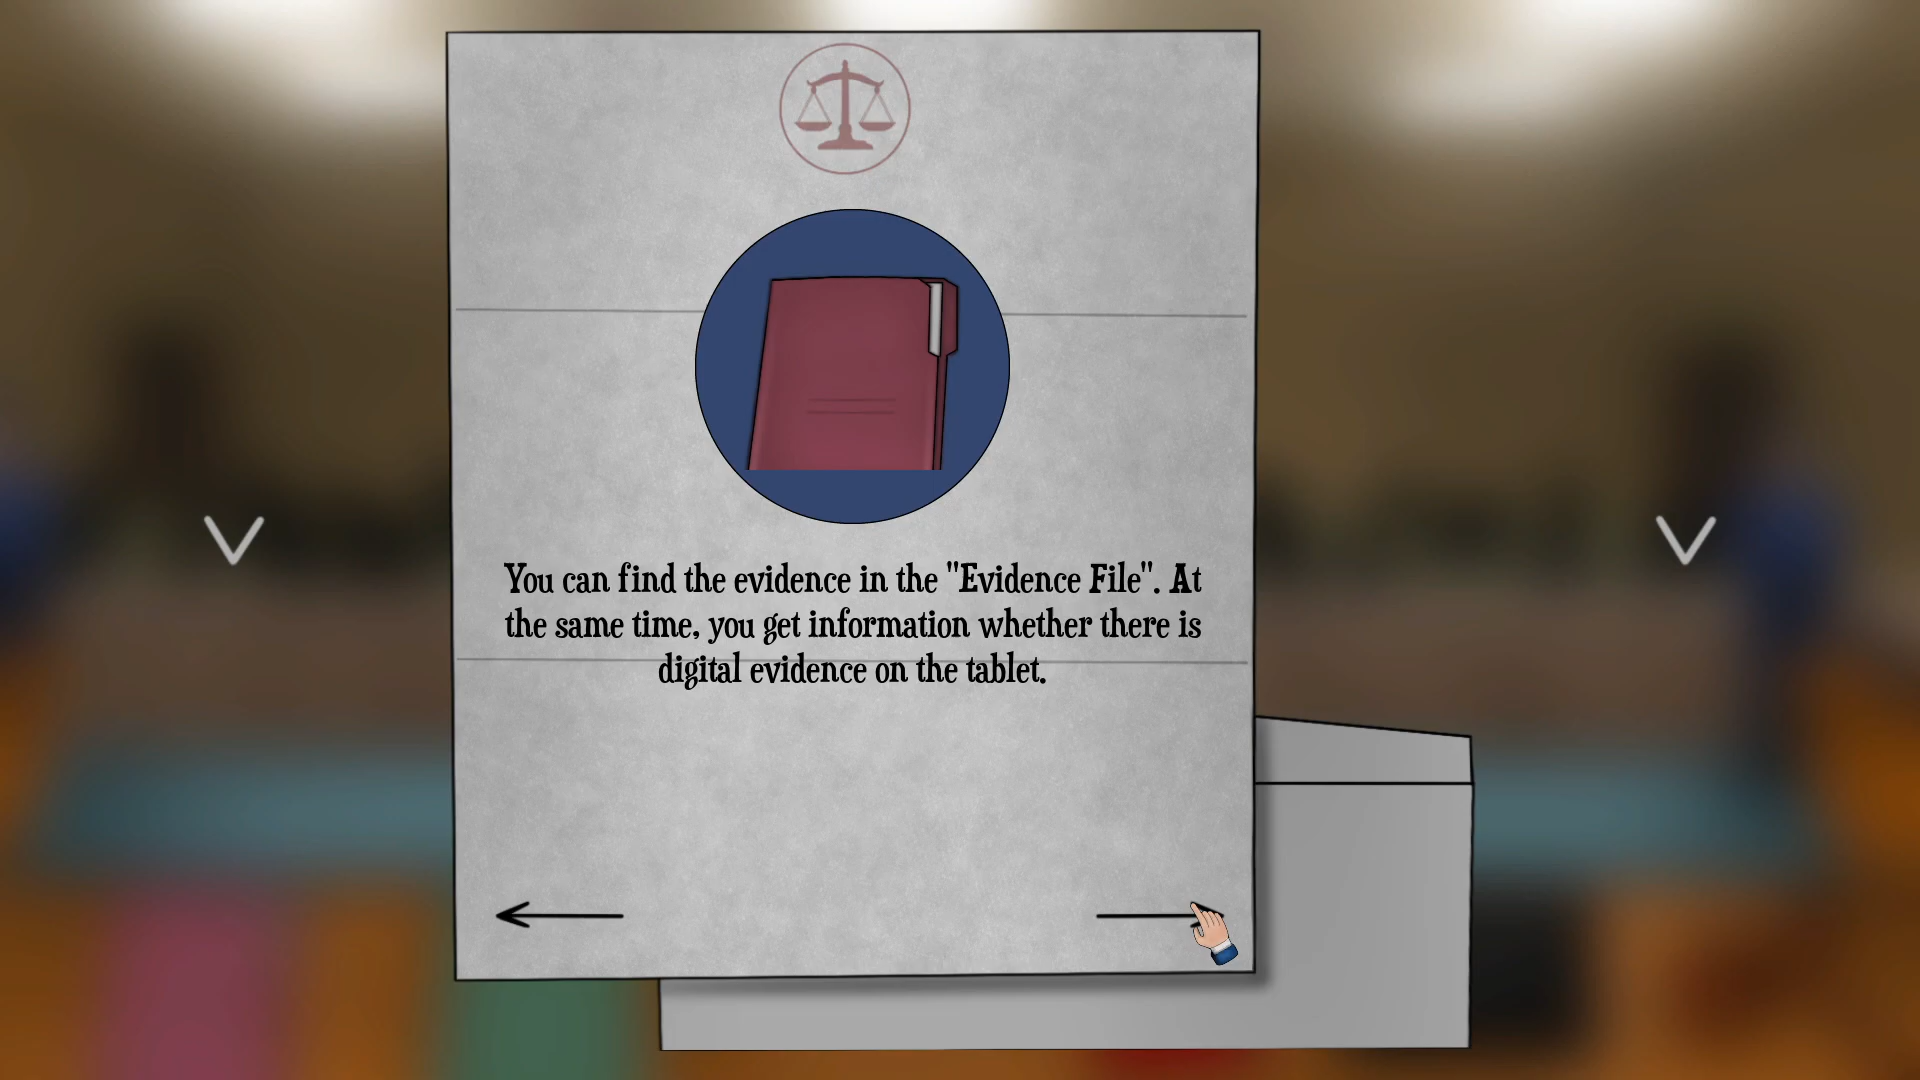 You can find the evidence in the "Evidence File". At
the same time, you get information whether there is
digital evidence on the tablet.